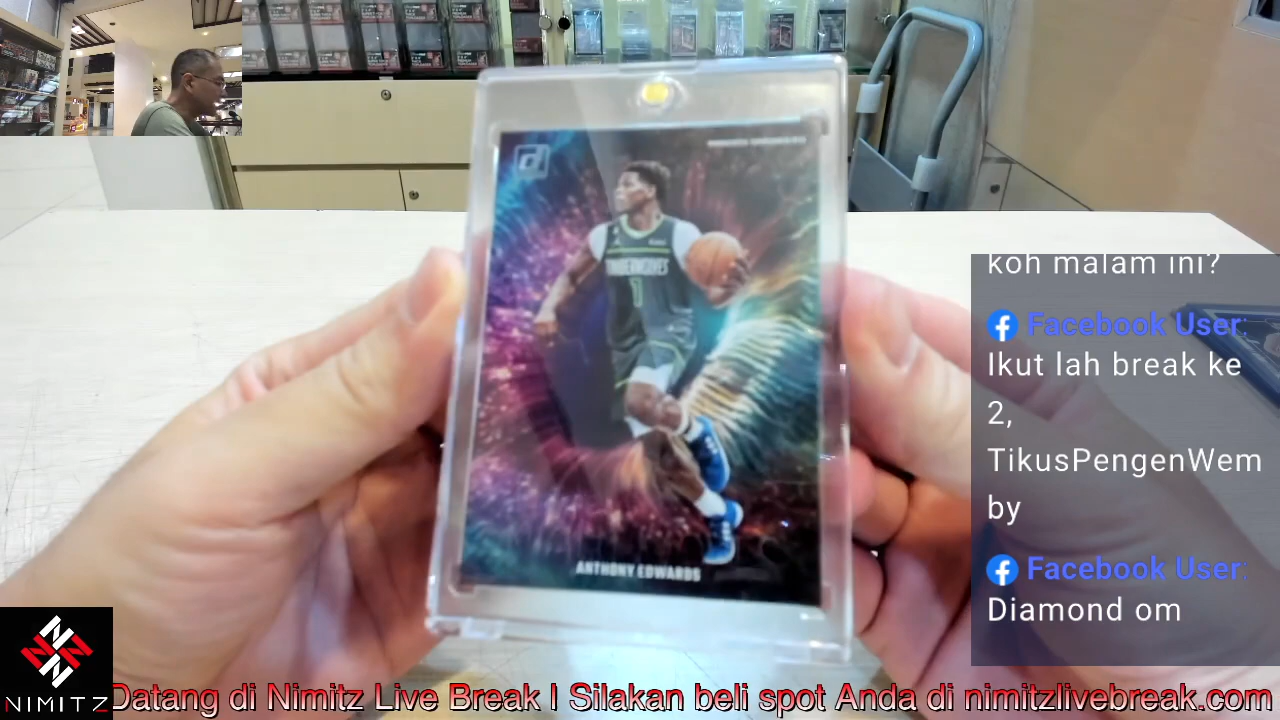 TIMBERWOLVES
1
ANTHONY EDWARDS
koh malam ini?
Facebook User:
Ikut lah break ke
2,
TikusPengenWem
by
Facebook User:
Diamond om
NIMITZ
Datang di Nimitz Live Break I Silakan beli spot Anda di nimitzlivebreak.com